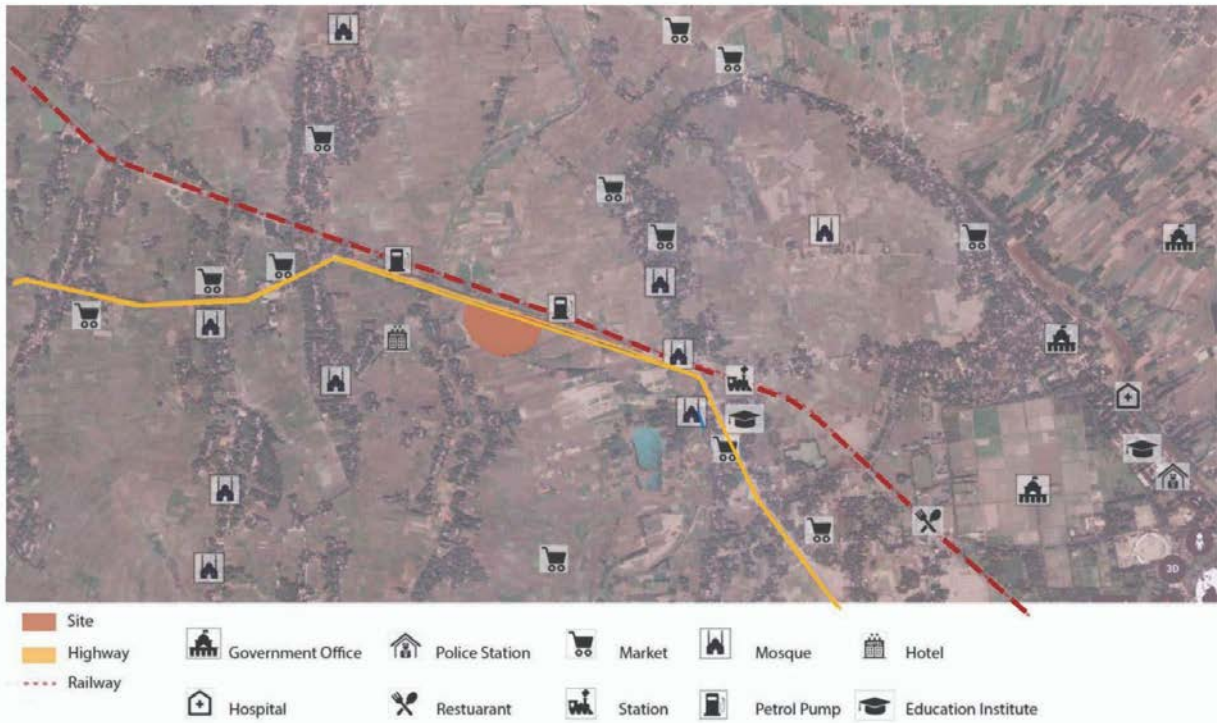 3D
Site
Highway
Railway
Government Office
Police Station
Market
Mosque
Hotel
Hospital
Restuarant
Station
Petrol Pump
Education Institute